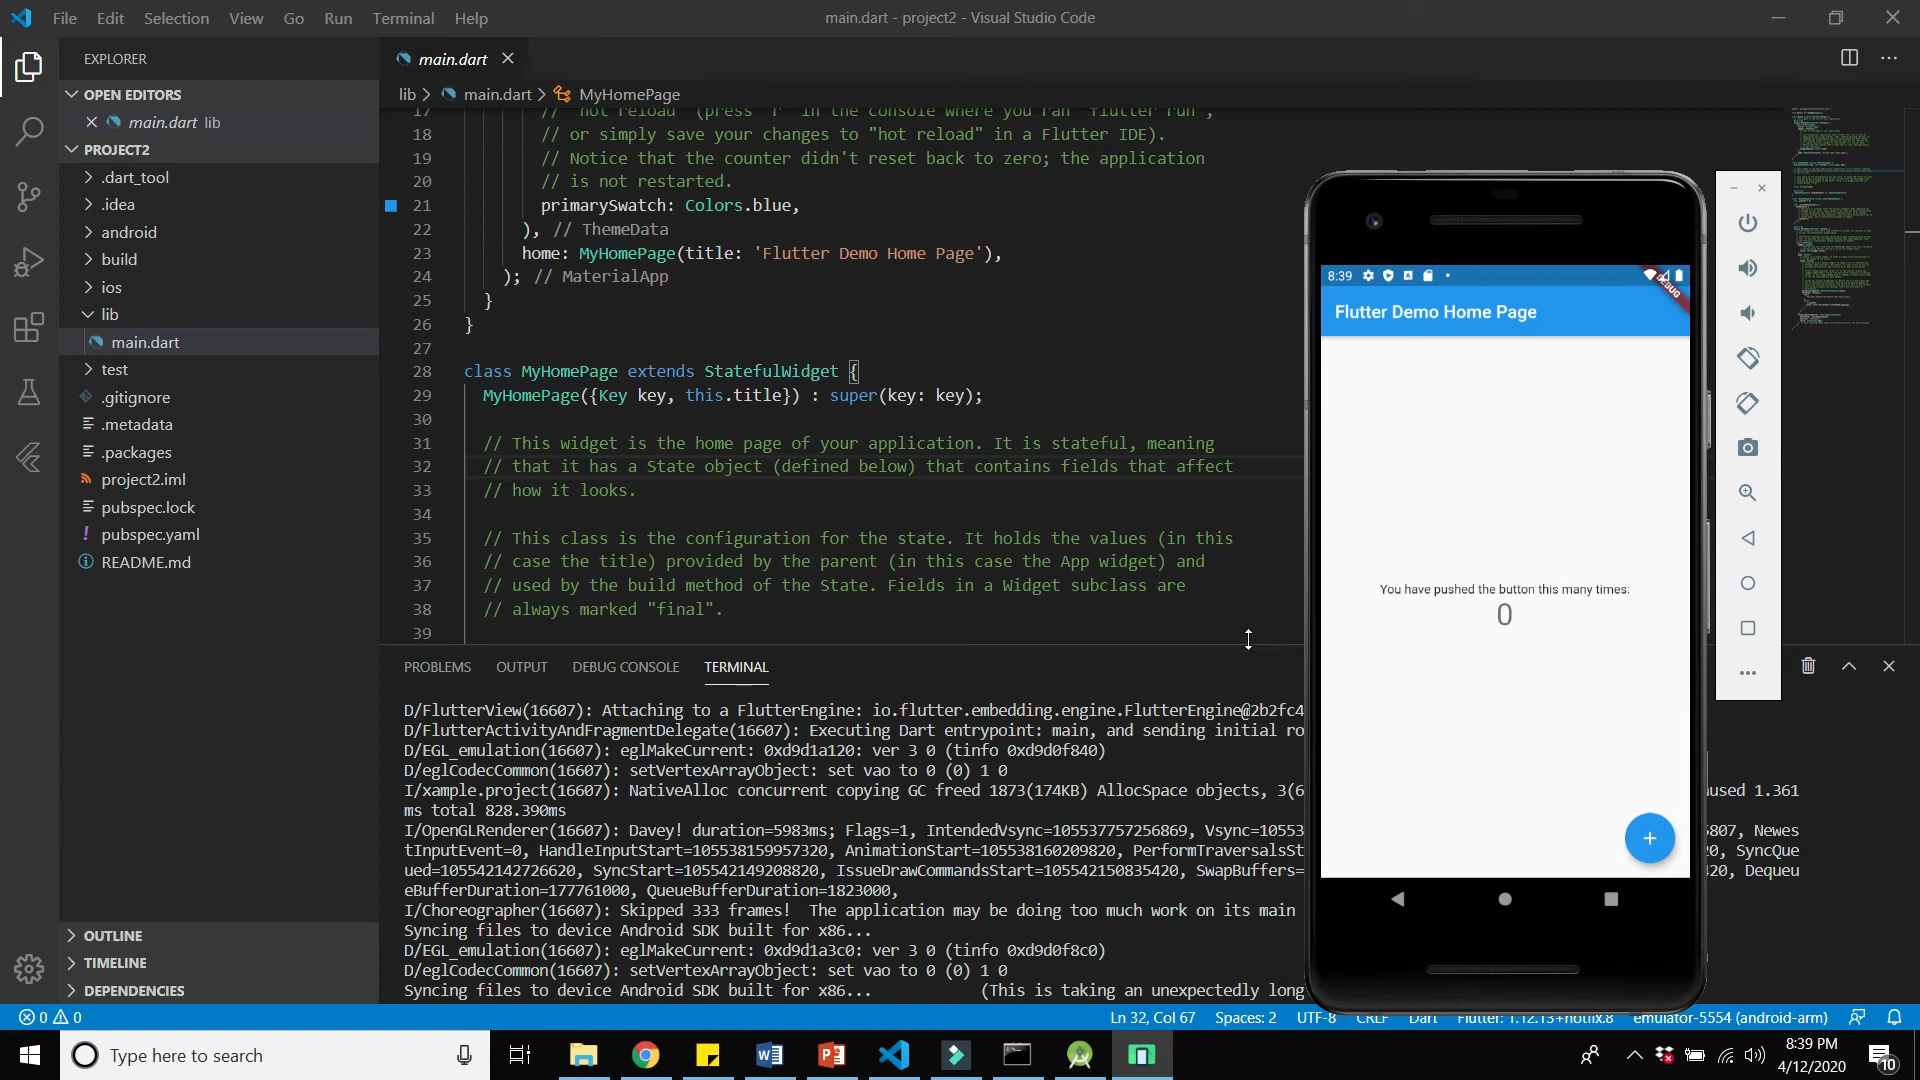 File Edit Selection View Go Run Terminal Help
main.dart - project2 - Visual Studio Code
EXPLORER
OPEN EDITORS
main.dart lib
PROJECT2
.dart_tool
.idea
android
build
ios
lib
main.dart
test
.gitignore
.metadata
.packages
project2.iml
pubspec.lock
pubspec.yaml
README.md
OUTLINE
TIMELINE
DEPENDENCIES
main.dart
lib > main.dart > MyHomePage
17 // "hot reload" (press "r" in the console where you ran "flutter run",
18 // or simply save your changes to "hot reload" in a Flutter IDE).
19 // Notice that the counter didn't reset back to zero; the application
20 // is not restarted.
21 primarySwatch: Colors.blue,
22 ), // ThemeData
23 home: MyHomePage(title: 'Flutter Demo Home Page'),
24 ); // MaterialApp
25 }
26 }
27
28 class MyHomePage extends StatefulWidget {
29 MyHomePage({Key key, this.title}) : super(key: key);
30
31 // This widget is the home page of your application. It is stateful, meaning
32 // that it has a State object (defined below) that contains fields that affect
33 // how it looks.
34
35 // This class is the configuration for the state. It holds the values (in this
36 // case the title) provided by the parent (in this case the App widget) and
37 // used by the build method of the State. Fields in a Widget subclass are
38 // always marked "final".
39
PROBLEMS OUTPUT DEBUG CONSOLE TERMINAL
D/FlutterView(16607): Attaching to a FlutterEngine: io.flutter.embedding.engine.FlutterEngine@2b2fc4
D/FlutterActivityAndFragmentDelegate(16607): Executing Dart entrypoint: main, and sending initial ro
D/EGL_emulation(16607): eglMakeCurrent: 0xd9d1a120: ver 3 0 (tinfo 0xd9d0f840)
D/eglCodecCommon(16607): setVertexArrayObject: set vao to 0 (0) 1 0
I/xample.project(16607): NativeAlloc concurrent copying GC freed 1873(174KB) AllocSpace objects, 3(6 used 1.361
ms total 828.390ms
I/OpenGLRenderer(16607): Davey! duration=5983ms; Flags=1, IntendedVsync=105537757256869, Vsync=10553 5807, Newes
tInputEvent=0, HandleInputStart=105538159957320, AnimationStart=105538160209820, PerformTraversalsSt 20, SyncQue
ued=105542142726620, SyncStart=105542149208820, IssueDrawCommandsStart=105542150835420, SwapBuffers= 420, Dequeu
eBufferDuration=177761000, QueueBufferDuration=1823000,
I/Choreographer(16607): Skipped 333 frames! The application may be doing too much work on its main
Syncing files to device Android SDK built for x86...
D/EGL_emulation(16607): eglMakeCurrent: 0xd9d1a3c0: ver 3 0 (tinfo 0xd9d0f8c0)
D/eglCodecCommon(16607): setVertexArrayObject: set vao to 0 (0) 1 0
Syncing files to device Android SDK built for x86... (This is taking an unexpectedly long
8:39
DEBUG
Flutter Demo Home Page
You have pushed the button this many times:
0
0 0
Ln 32, Col 67 Spaces: 2 UTF-8 CRLF Dart Flutter: 1.12.13+hotfix.8 emulator-5554 (android-arm)
Type here to search
8:39 PM
4/12/2020
10